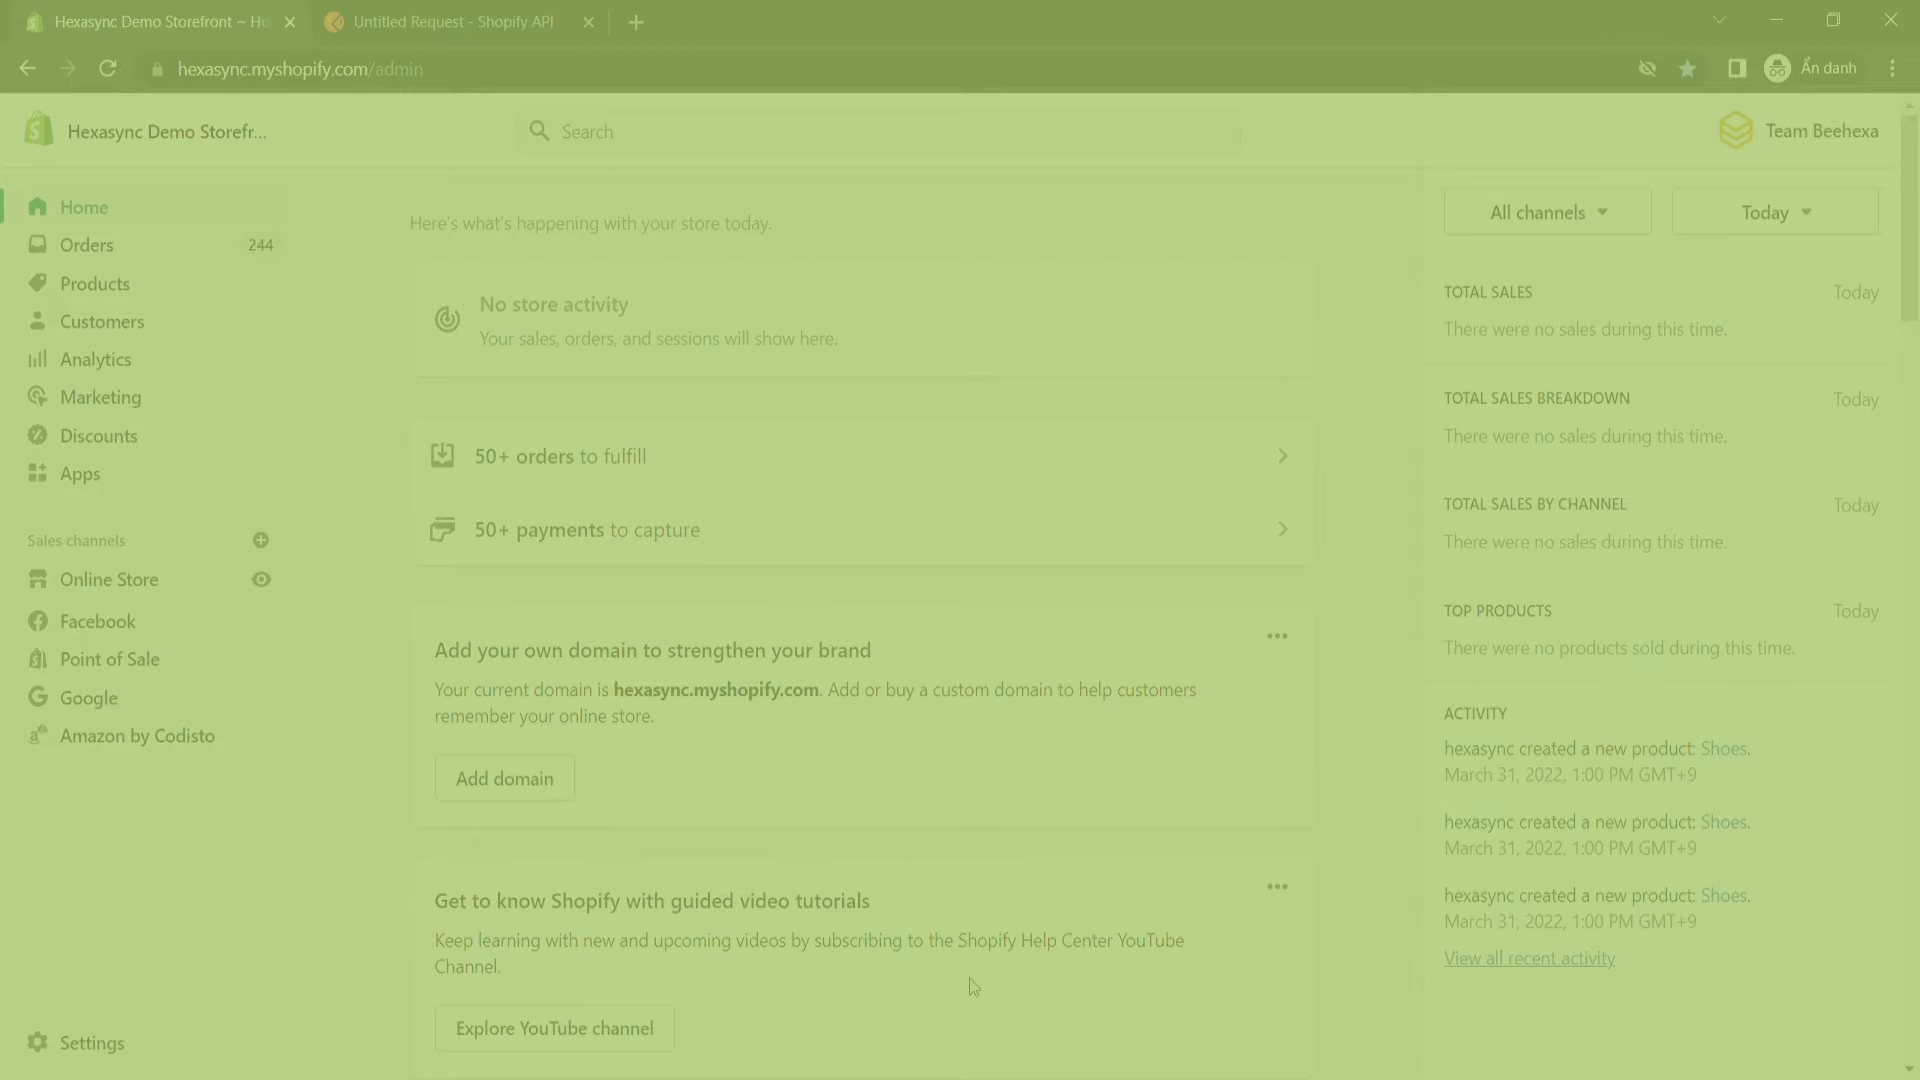 Hexasync Demo Storefront ~ Ho
Untitled Request - Shopify API
hexasync.myshopify.com/admin
Ẩn danh
Hexasync Demo Storefr...
Search
Team Beehexa
Home
Orders 244
Products
Customers
Analytics
Marketing
Discounts
Apps
Sales channels
Online Store
Facebook
Point of Sale
Google
Amazon by Codisto
Settings
Here's what's happening with your store today.
No store activity
Your sales, orders, and sessions will show here.
50+ orders to fulfill
50+ payments to capture
Add your own domain to strengthen your brand
Your current domain is hexasync.myshopify.com. Add or buy a custom domain to help customers
remember your online store.
Add domain
Get to know Shopify with guided video tutorials
Keep learning with new and upcoming videos by subscribing to the Shopify Help Center YouTube
Channel.
Explore YouTube channel
All channels
Today
TOTAL SALES Today
There were no sales during this time.
TOTAL SALES BREAKDOWN Today
There were no sales during this time.
TOTAL SALES BY CHANNEL Today
There were no sales during this time.
TOP PRODUCTS Today
There were no products sold during this time.
ACTIVITY
hexasync created a new product: Shoes.
March 31, 2022, 1:00 PM GMT+9
hexasync created a new product: Shoes.
March 31, 2022, 1:00 PM GMT+9
hexasync created a new product: Shoes.
March 31, 2022, 1:00 PM GMT+9
View all recent activity